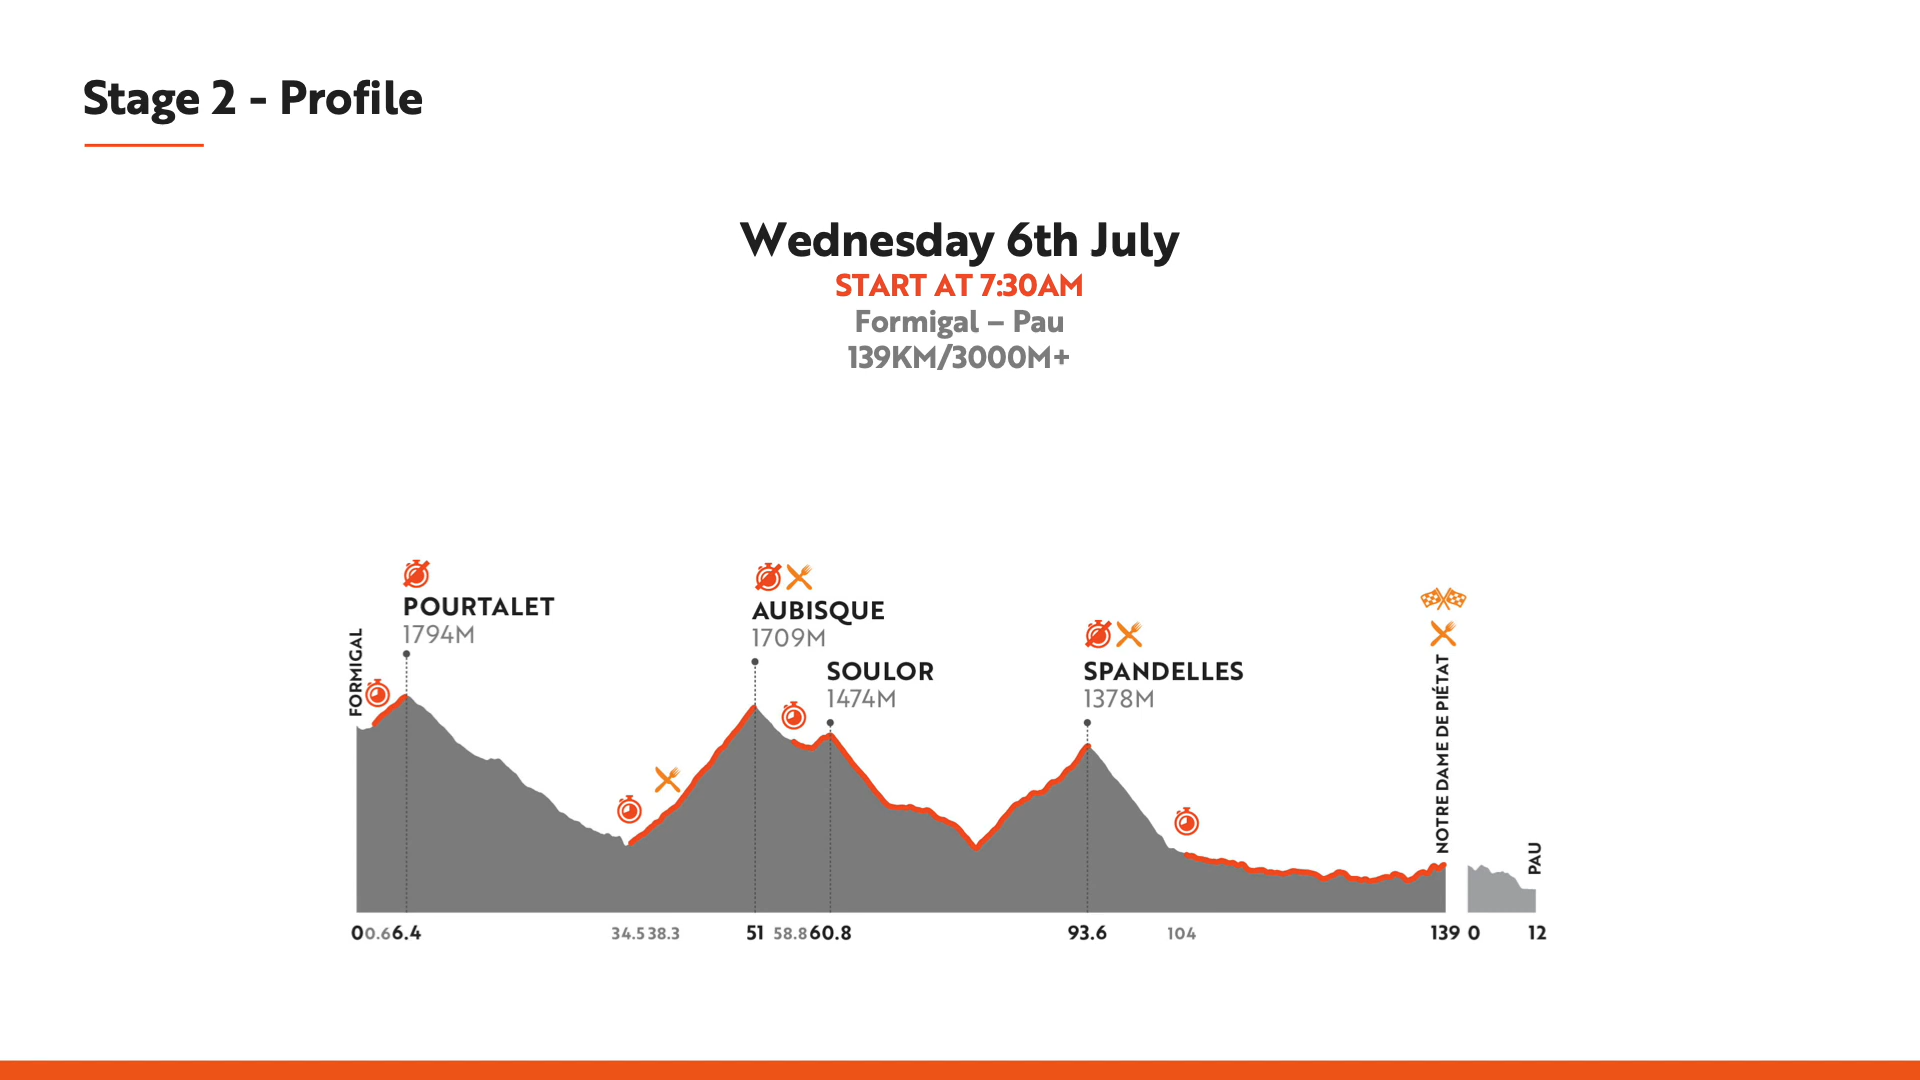 Stage 2 - Profile
Wednesday 6th July
START AT 7:30AM
Formigal – Pau
139KM/3000M+
FORMIGAL
POURTALET
1794M
AUBISQUE
1709M
SOULOR
1474M
SPANDELLES
1378M
NOTRE DAME DE PIÉTAT
PAU
0 0.6 6.4 34.5 38.3 51 58.8 60.8 93.6 104 139 0 12